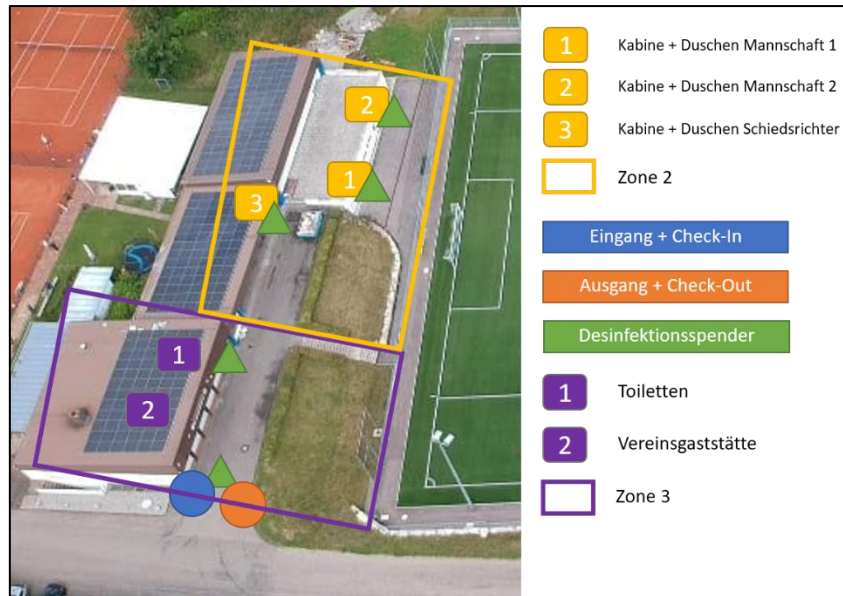 2
1
3
1
2
1 Kabine + Duschen Mannschaft 1
2 Kabine + Duschen Mannschaft 2
3 Kabine + Duschen Schiedsrichter
Zone 2
Eingang + Check-In
Ausgang + Check-Out
Desinfektionsspender
1 Toiletten
2 Vereinsgaststätte
Zone 3